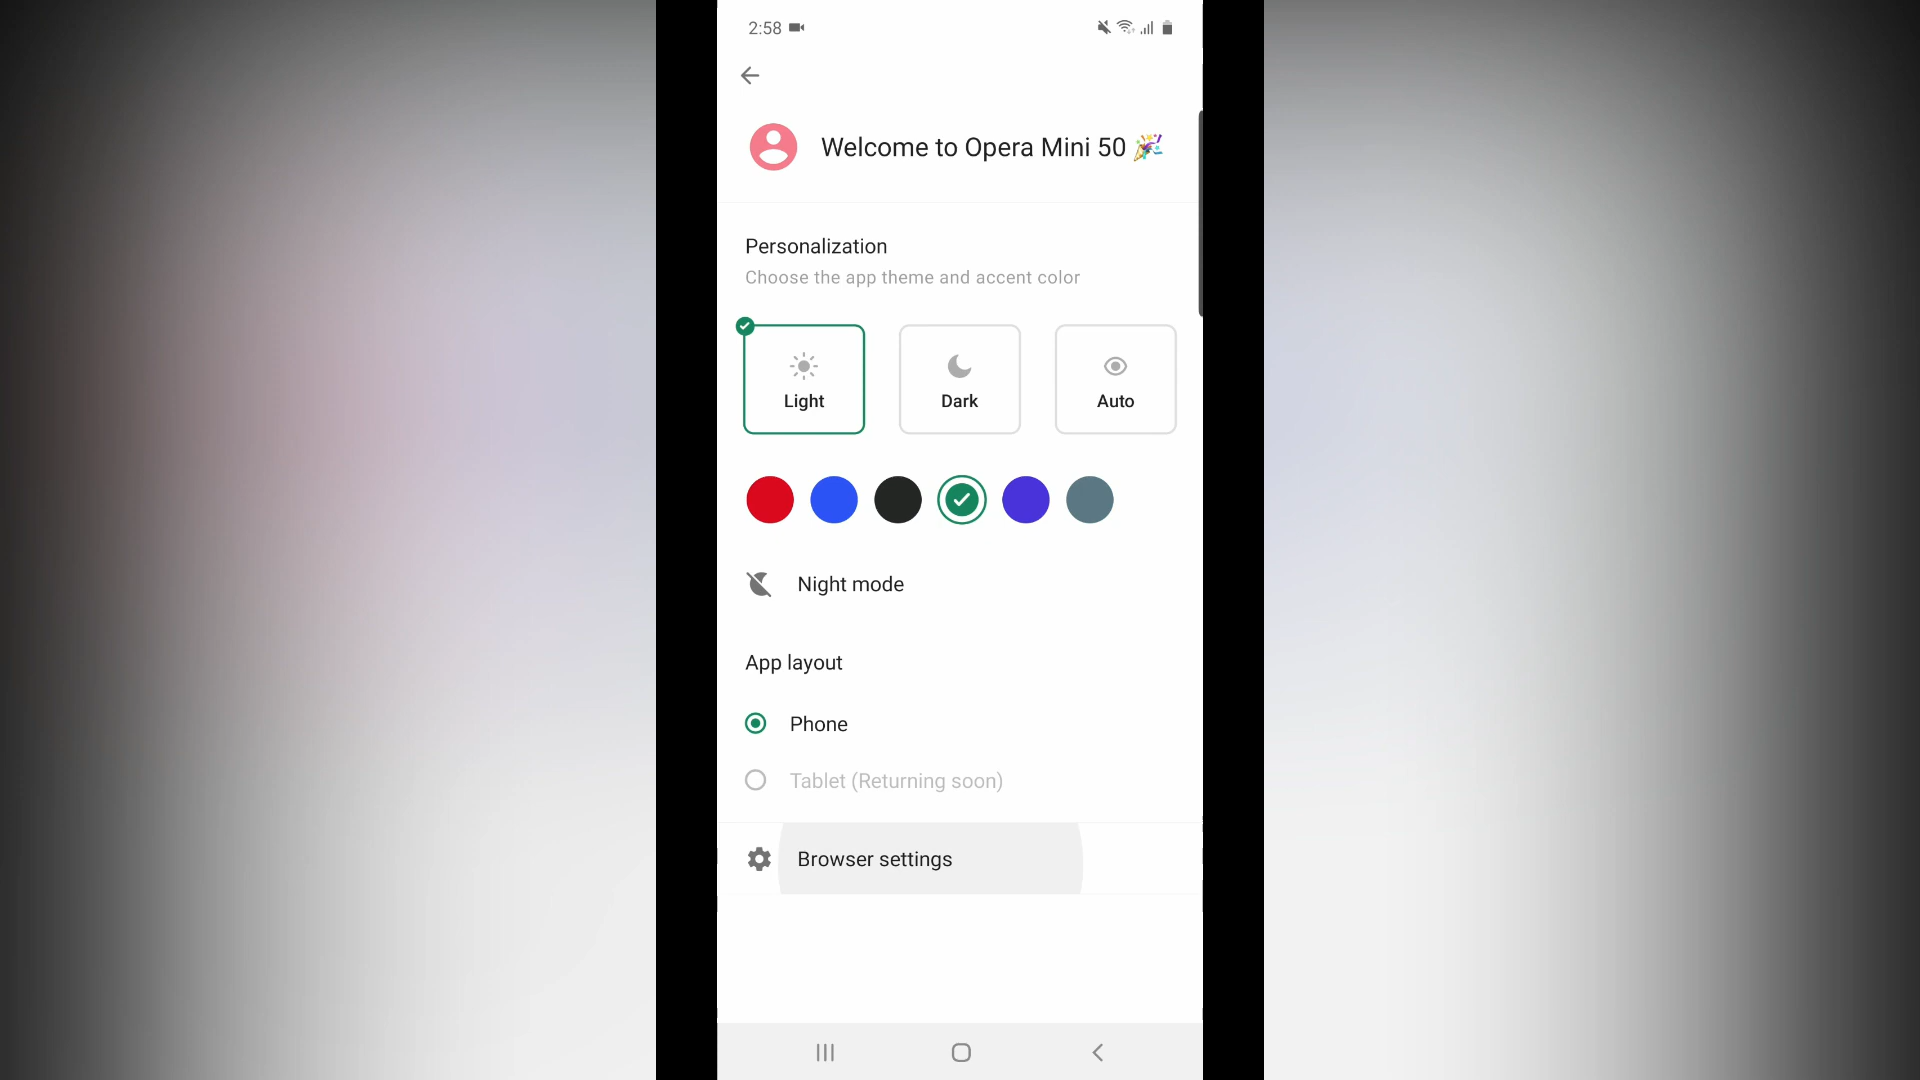 2:58
Welcome to Opera Mini 50 🎉
Personalization
Choose the app theme and accent color
Light
Dark
Auto
Night mode
App layout
Phone
Tablet (Returning soon)
Browser settings